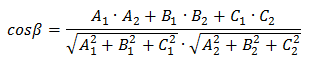 cosβ = (A₁ · A₂ + B₁ · B₂ + C₁ · C₂) / (√(A₁² + B₁² + C₁²) · √(A₂² + B₂² + C₂²))